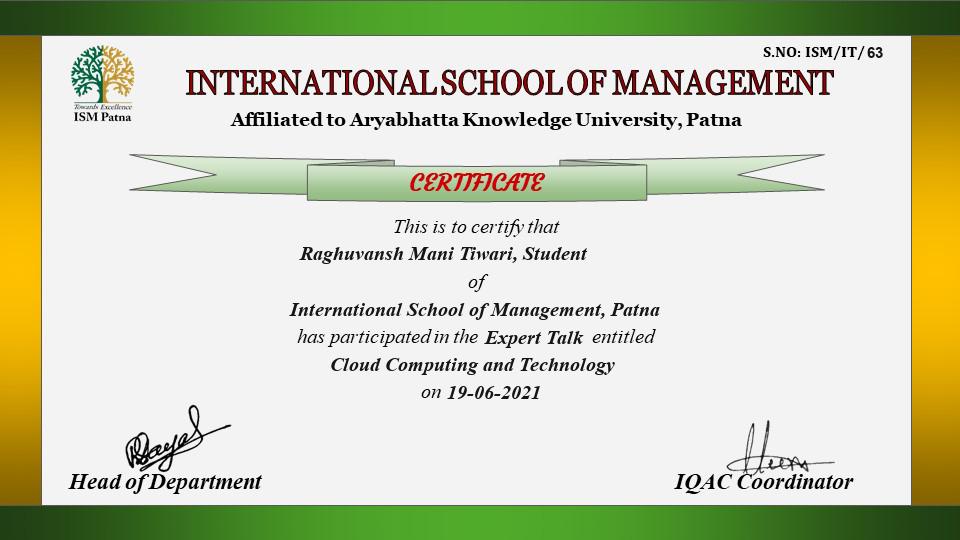 S.NO: ISM/IT/ 63
INTERNATIONAL SCHOOL OF MANAGEMENT
Towards Excellence
ISM Patna
Affiliated to Aryabhatta Knowledge University, Patna
CERTIFICATE
This is to certify that
Raghuvansh Mani Tiwari, Student
of
International School of Management, Patna
has participated in the Expert Talk entitled
Cloud Computing and Technology
on 19-06-2021
Head of Department
IQAC Coordinator